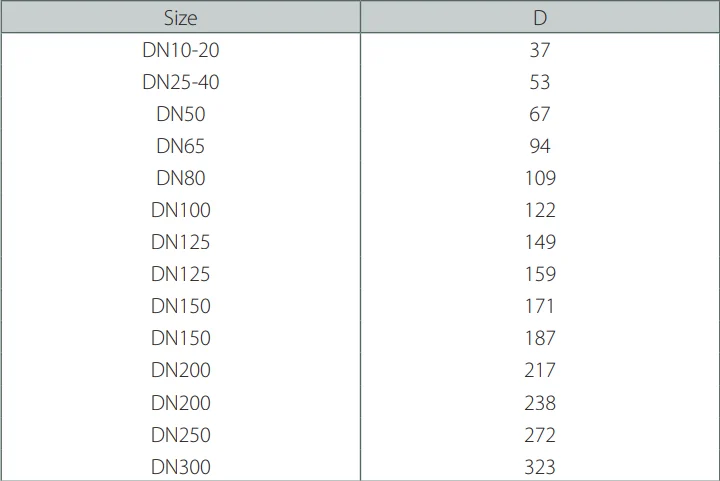 Size D
DN10-20 37
DN25-40 53
DN50 67
DN65 94
DN80 109
DN100 122
DN125 149
DN125 159
DN150 171
DN150 187
DN200 217
DN200 238
DN250 272
DN300 323